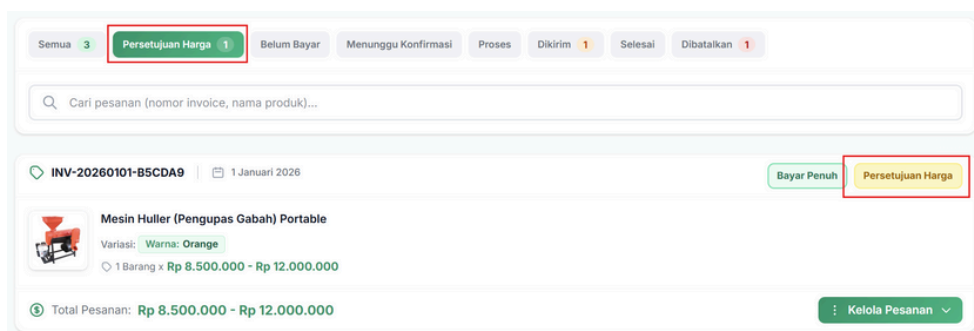 Semua 3 Persetujuan Harga 1 Belum Bayar Menunggu Konfirmasi Proses Dikirim 1 Selesai Dibatalkan 1
Cari pesanan (nomor invoice, nama produk)...
INV-20260101-B5CDA9 1 Januari 2026 Bayar Penuh Persetujuan Harga
Mesin Huller (Pengupas Gabah) Portable
Variasi: Warna: Orange
1 Barang x Rp 8.500.000 - Rp 12.000.000
Total Pesanan: Rp 8.500.000 - Rp 12.000.000 Kelola Pesanan